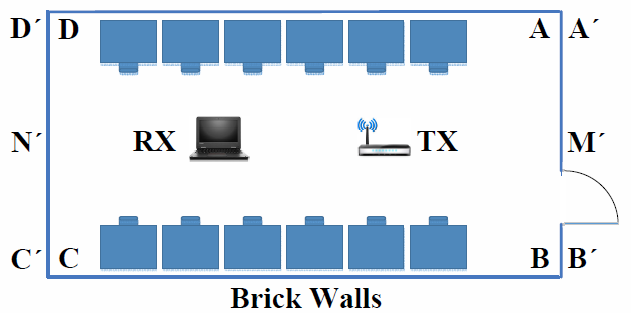 D´ D A A´
N´ RX TX M´
C´ C B B´
Brick Walls